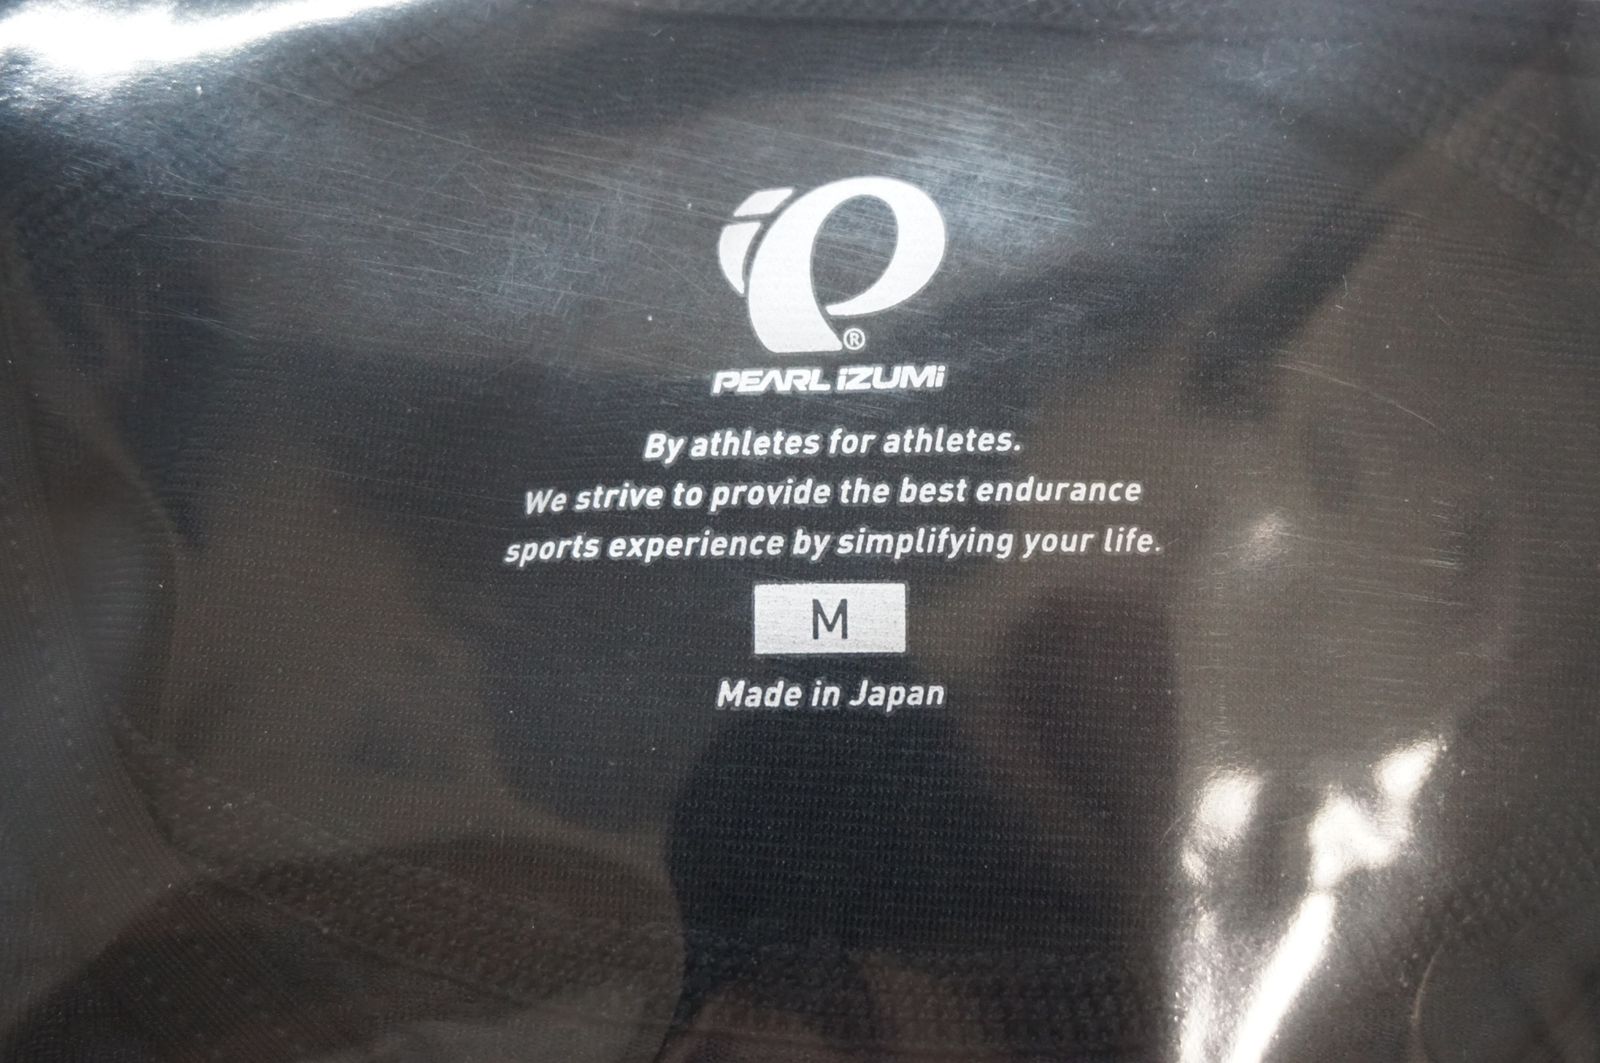 ®
PEARL iZUMi
By athletes for athletes.
We strive to provide the best endurance
sports experience by simplifying your life.
M
Made in Japan